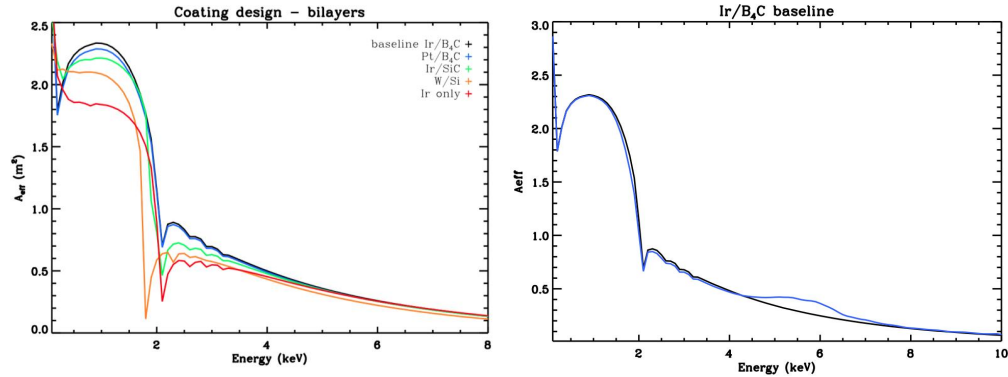 Coating design - bilayers
baseline Ir/B₄C +
Pt/B₄C +
Ir/SiC +
W/Si +
Ir only +
A_eff (m²)
2.5
2.0
1.5
1.0
0.5
0.0
2 4 6 8
Energy (keV)
Ir/B₄C baseline
Aeff
3.0
2.5
2.0
1.5
1.0
0.5
2 4 6 8 10
Energy (keV)